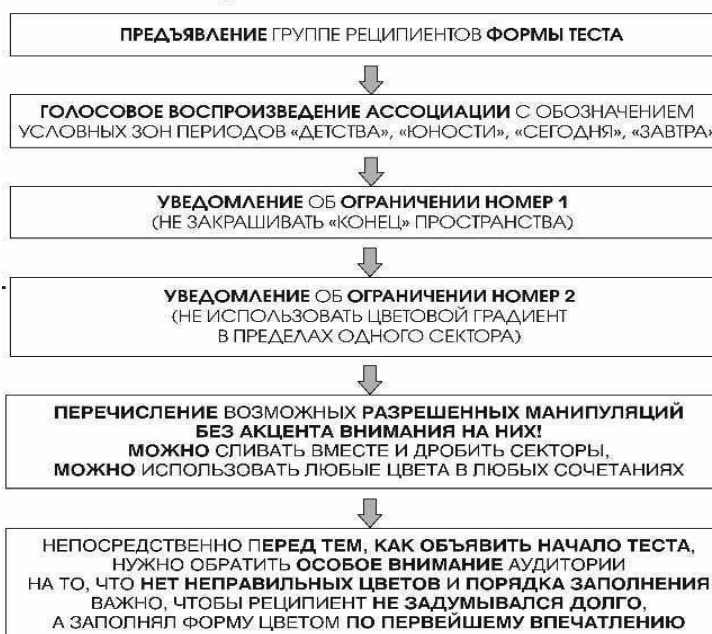 ПРЕДЪЯВЛЕНИЕ ГРУППЕ РЕЦИПИЕНТОВ ФОРМЫ ТЕСТА
ГОЛОСОВОЕ ВОСПРОИЗВЕДЕНИЕ АССОЦИАЦИИ С ОБОЗНАЧЕНИЕМ
УСЛОВНЫХ ЗОН ПЕРИОДОВ «ДЕТСТВА», «ЮНОСТИ», «СЕГОДНЯ», «ЗАВТРА»
УВЕДОМЛЕНИЕ ОБ ОГРАНИЧЕНИИ НОМЕР 1
(НЕ ЗАКРАШИВАТЬ «КОНЕЦ» ПРОСТРАНСТВА)
УВЕДОМЛЕНИЕ ОБ ОГРАНИЧЕНИИ НОМЕР 2
(НЕ ИСПОЛЬЗОВАТЬ ЦВЕТОВОЙ ГРАДИЕНТ
В ПРЕДЕЛАХ ОДНОГО СЕКТОРА)
ПЕРЕЧИСЛЕНИЕ ВОЗМОЖНЫХ РАЗРЕШЕННЫХ МАНИПУЛЯЦИЙ
БЕЗ АКЦЕНТА ВНИМАНИЯ НА НИХ!
МОЖНО СЛИВАТЬ ВМЕСТЕ И ДРОБИТЬ СЕКТОРЫ,
МОЖНО ИСПОЛЬЗОВАТЬ ЛЮБЫЕ ЦВЕТА В ЛЮБЫХ СОЧЕТАНИЯХ
НЕПОСРЕДСТВЕННО ПЕРЕД ТЕМ, КАК ОБЪЯВИТЬ НАЧАЛО ТЕСТА,
НУЖНО ОБРАТИТЬ ОСОБОЕ ВНИМАНИЕ АУДИТОРИИ
НА ТО, ЧТО НЕТ НЕПРАВИЛЬНЫХ ЦВЕТОВ И ПОРЯДКА ЗАПОЛНЕНИЯ
ВАЖНО, ЧТОБЫ РЕЦИПИЕНТ НЕ ЗАДУМЫВАЛСЯ ДОЛГО,
А ЗАПОЛНЯЛ ФОРМУ ЦВЕТОМ ПО ПЕРВЕЙШЕМУ ВПЕЧАТЛЕНИЮ